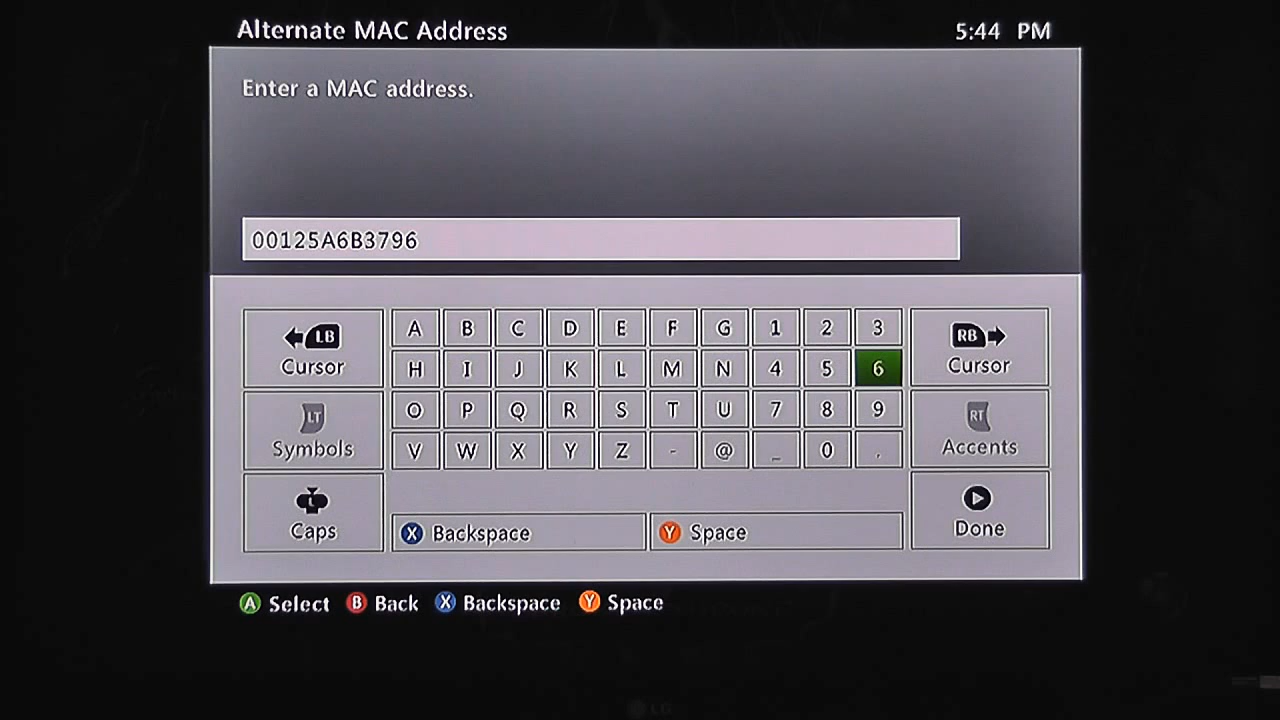 Alternate MAC Address 5:44 PM
Enter a MAC address.
00125A6B3796
LB A B C D E F G 1 2 3 RB
Cursor H I J K L M N 4 5 6 Cursor
LT O P Q R S T U 7 8 9 RT
Symbols V W X Y Z - @ _ 0 . Accents
L
Caps X Backspace Y Space Done
A Select B Back X Backspace Y Space
LG